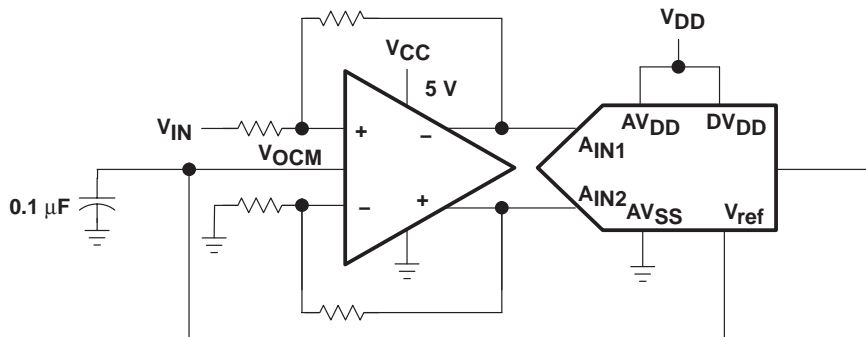 VDD
VCC
5 V
VIN
+
−
AVDD
DVDD
VOCM
AIN1
0.1 μF
−
+
AIN2
AVSS
Vref